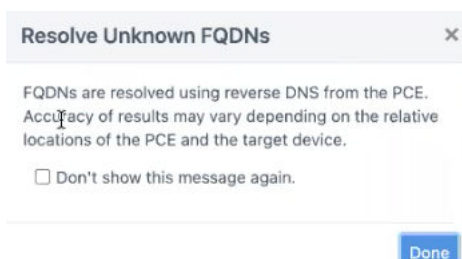 Resolve Unknown FQDNs
FQDNs are resolved using reverse DNS from the PCE.
Accuracy of results may vary depending on the relative
locations of the PCE and the target device.
Don't show this message again.
Done